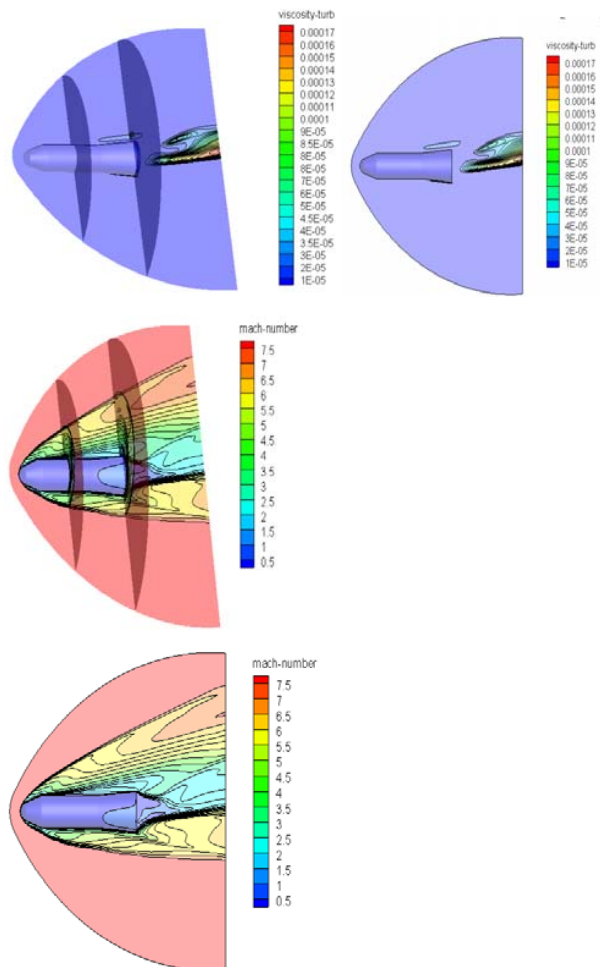 viscosity-turb
0.00017
0.00016
0.00015
0.00014
0.00013
0.00012
0.00011
0.0001
9E-05
8.5E-05
8E-05
7E-05
6E-05
5E-05
4.5E-05
4E-05
3.5E-05
3E-05
2E-05
1E-05
viscosity-turb
0.00017
0.00016
0.00015
0.00014
0.00013
0.00012
0.00011
0.0001
9E-05
8E-05
7E-05
6E-05
5E-05
4E-05
3E-05
2E-05
1E-05
mach-number
7.5
7
6.5
6
5.5
5
4.5
4
3.5
3
2.5
2
1.5
1
0.5
mach-number
7.5
7
6.5
6
5.5
5
4.5
4
3.5
3
2.5
2
1.5
1
0.5